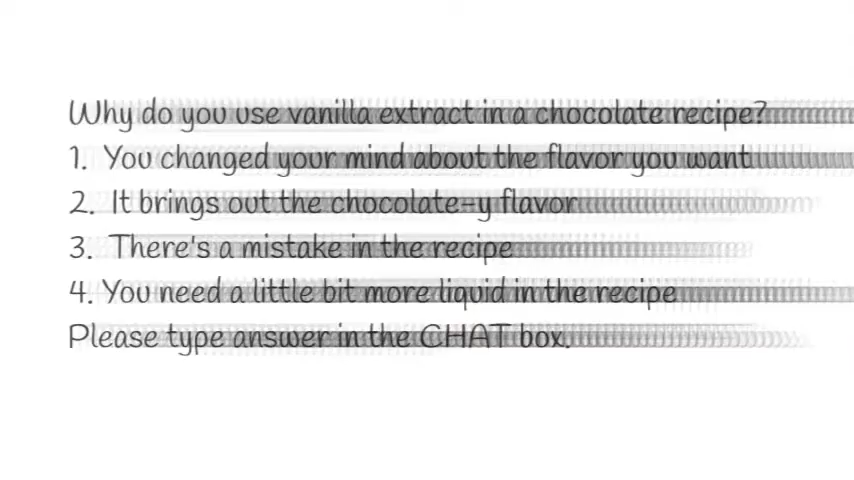 Why do you use vanilla extract in a chocolate recipe?
1. You changed your mind about the flavor you want
2. It brings out the chocolate-y flavor
3. There's a mistake in the recipe
4. You need a little bit more liquid in the recipe
Please type answer in the CHAT box.